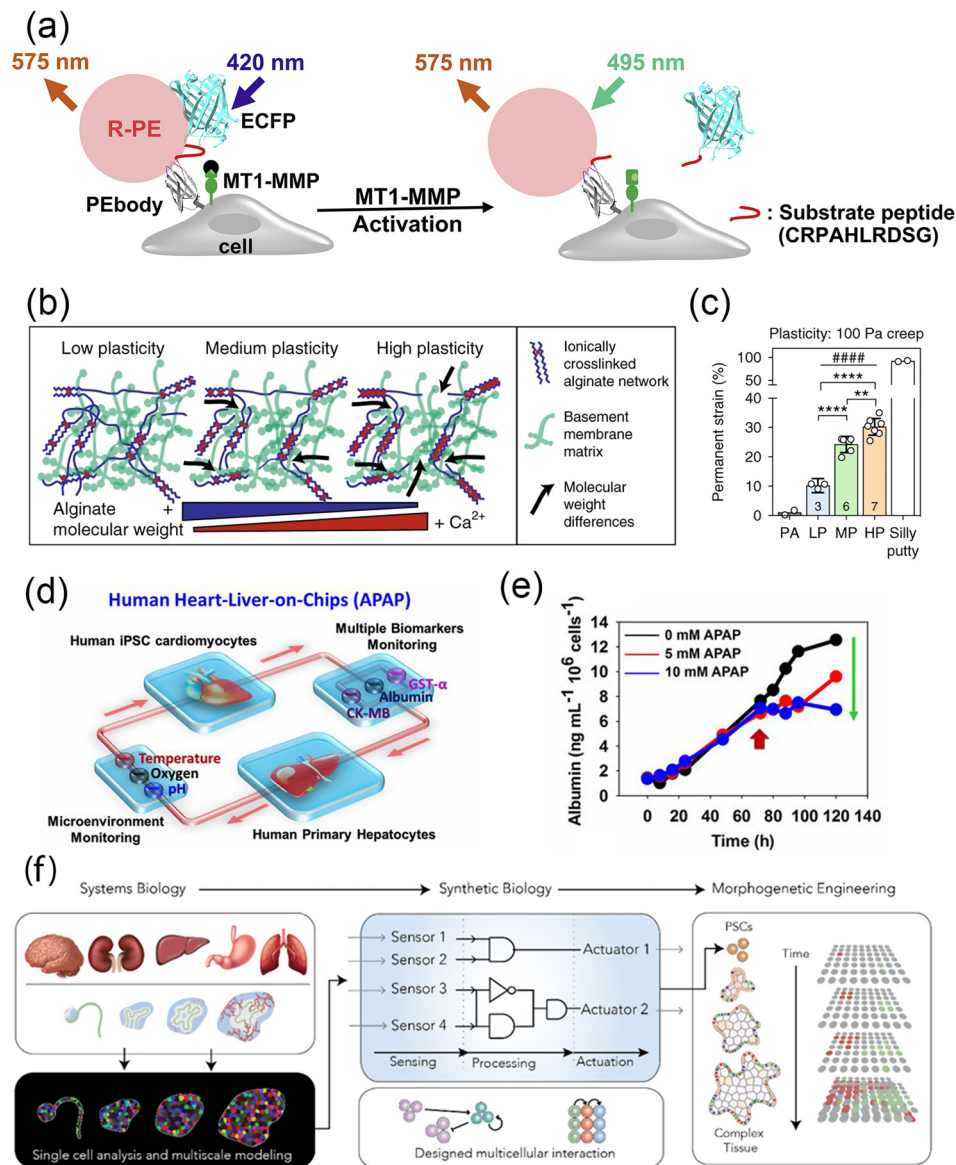 (a)
575 nm
420 nm
575 nm
495 nm
R-PE
ECFP
MT1-MMP
PEbody
MT1-MMP
Activation
cell
: Substrate peptide
(CRPAHLRDSG)
(b)
Low plasticity
Medium plasticity
High plasticity
Alginate
molecular weight
+
+ Ca²⁺
Ionically
crosslinked
alginate network
Basement
membrane
matrix
Molecular
weight
differences
(c)
Plasticity: 100 Pa creep
Permanent strain (%)
100
50
40
30
20
10
0
####
****
**
****
3
6
7
PA
LP
MP
HP
Silly
putty
(d)
Human Heart-Liver-on-Chips (APAP)
Human iPSC cardiomyocytes
Multiple Biomarkers
Monitoring
GST-α
Albumin
CK-MB
Temperature
Oxygen
pH
Microenvironment
Monitoring
Human Primary Hepatocytes
(e)
Albumin (ng mL⁻¹ 10⁶ cells⁻¹)
14
12
10
8
6
4
2
0
0 mM APAP
5 mM APAP
10 mM APAP
0 20 40 60 80 100 120 140
Time (h)
(f)
Systems Biology
Synthetic Biology
Morphogenetic Engineering
Single cell analysis and multiscale modeling
Sensor 1
Sensor 2
Sensor 3
Sensor 4
Actuator 1
Actuator 2
Sensing
Processing
Actuation
Designed multicellular interaction
PSCs
Time
Complex
Tissue